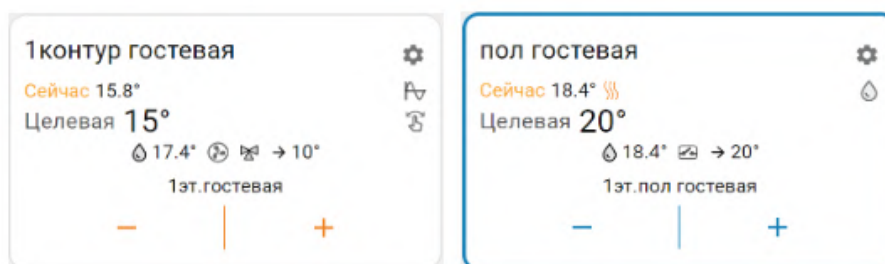 1контур гостевая
Сейчас 15.8°
Целевая 15°
17.4° → 10°
1эт.гостевая
− +
пол гостевая
Сейчас 18.4°
Целевая 20°
18.4° → 20°
1эт.пол гостевая
− +